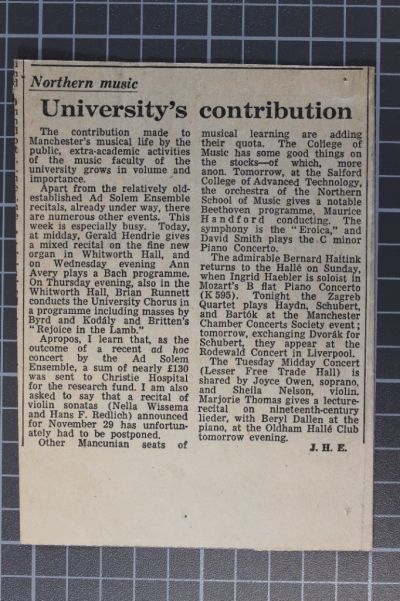 Northern music
University's contribution
The contribution made to
Manchester's musical life by the
public, extra-academic activities
of the music faculty of the
university grows in volume and
importance.
Apart from the relatively old-
established Ad Solem Ensemble
recitals, already under way, there
are numerous other events. This
week is especially busy. Today,
at midday, Gerald Hendrie gives
a mixed recital on the fine new
organ in Whitworth Hall, and
on Wednesday evening Ann
Avery plays a Bach programme.
On Thursday evening, also in the
Whitworth Hall, Brian Runnett
conducts the University Chorus in
a programme including masses by
Byrd and Kodály and Britten's
"Rejoice in the Lamb."
Apropos, I learn that, as the
outcome of a recent ad hoc
concert by the Ad Solem
Ensemble, a sum of nearly £130
was sent to Christie Hospital
for the research fund. I am also
asked to say that a recital of
violin sonatas (Nella Wissema
and Hans F. Redlich) announced
for November 29 has unfortun-
ately had to be postponed.
Other Mancunian seats of
musical learning are adding
their quota. The College of
Music has some good things on
the stocks—of which, more
anon. Tomorrow, at the Salford
College of Advanced Technology,
the orchestra of the Northern
School of Music gives a notable
Beethoven programme, Maurice
Handford conducting. The
symphony is the "Eroica," and
David Smith plays the C minor
Piano Concerto.
The admirable Bernard Haitink
returns to the Hallé on Sunday,
when Ingrid Haebler is soloist in
Mozart's B flat Piano Concerto
(K 595). Tonight the Zagreb
Quartet plays Haydn, Schubert,
and Bartók at the Manchester
Chamber Concerts Society event;
tomorrow, exchanging Dvorák for
Schubert, they appear at the
Rodewald Concert in Liverpool.
The Tuesday Midday Concert
(Lesser Free Trade Hall) is
shared by Joyce Owen, soprano,
and Sheila Nelson, violin.
Marjorie Thomas gives a lecture-
recital on nineteenth-century
lieder, with Beryl Dallen at the
piano, at the Oldham Hallé Club
tomorrow evening.
J. H. E.